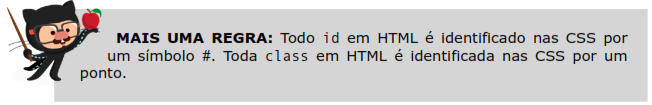 MAIS UMA REGRA: Todo id em HTML é identificado nas CSS por
um símbolo #. Toda class em HTML é identificada nas CSS por um
ponto.